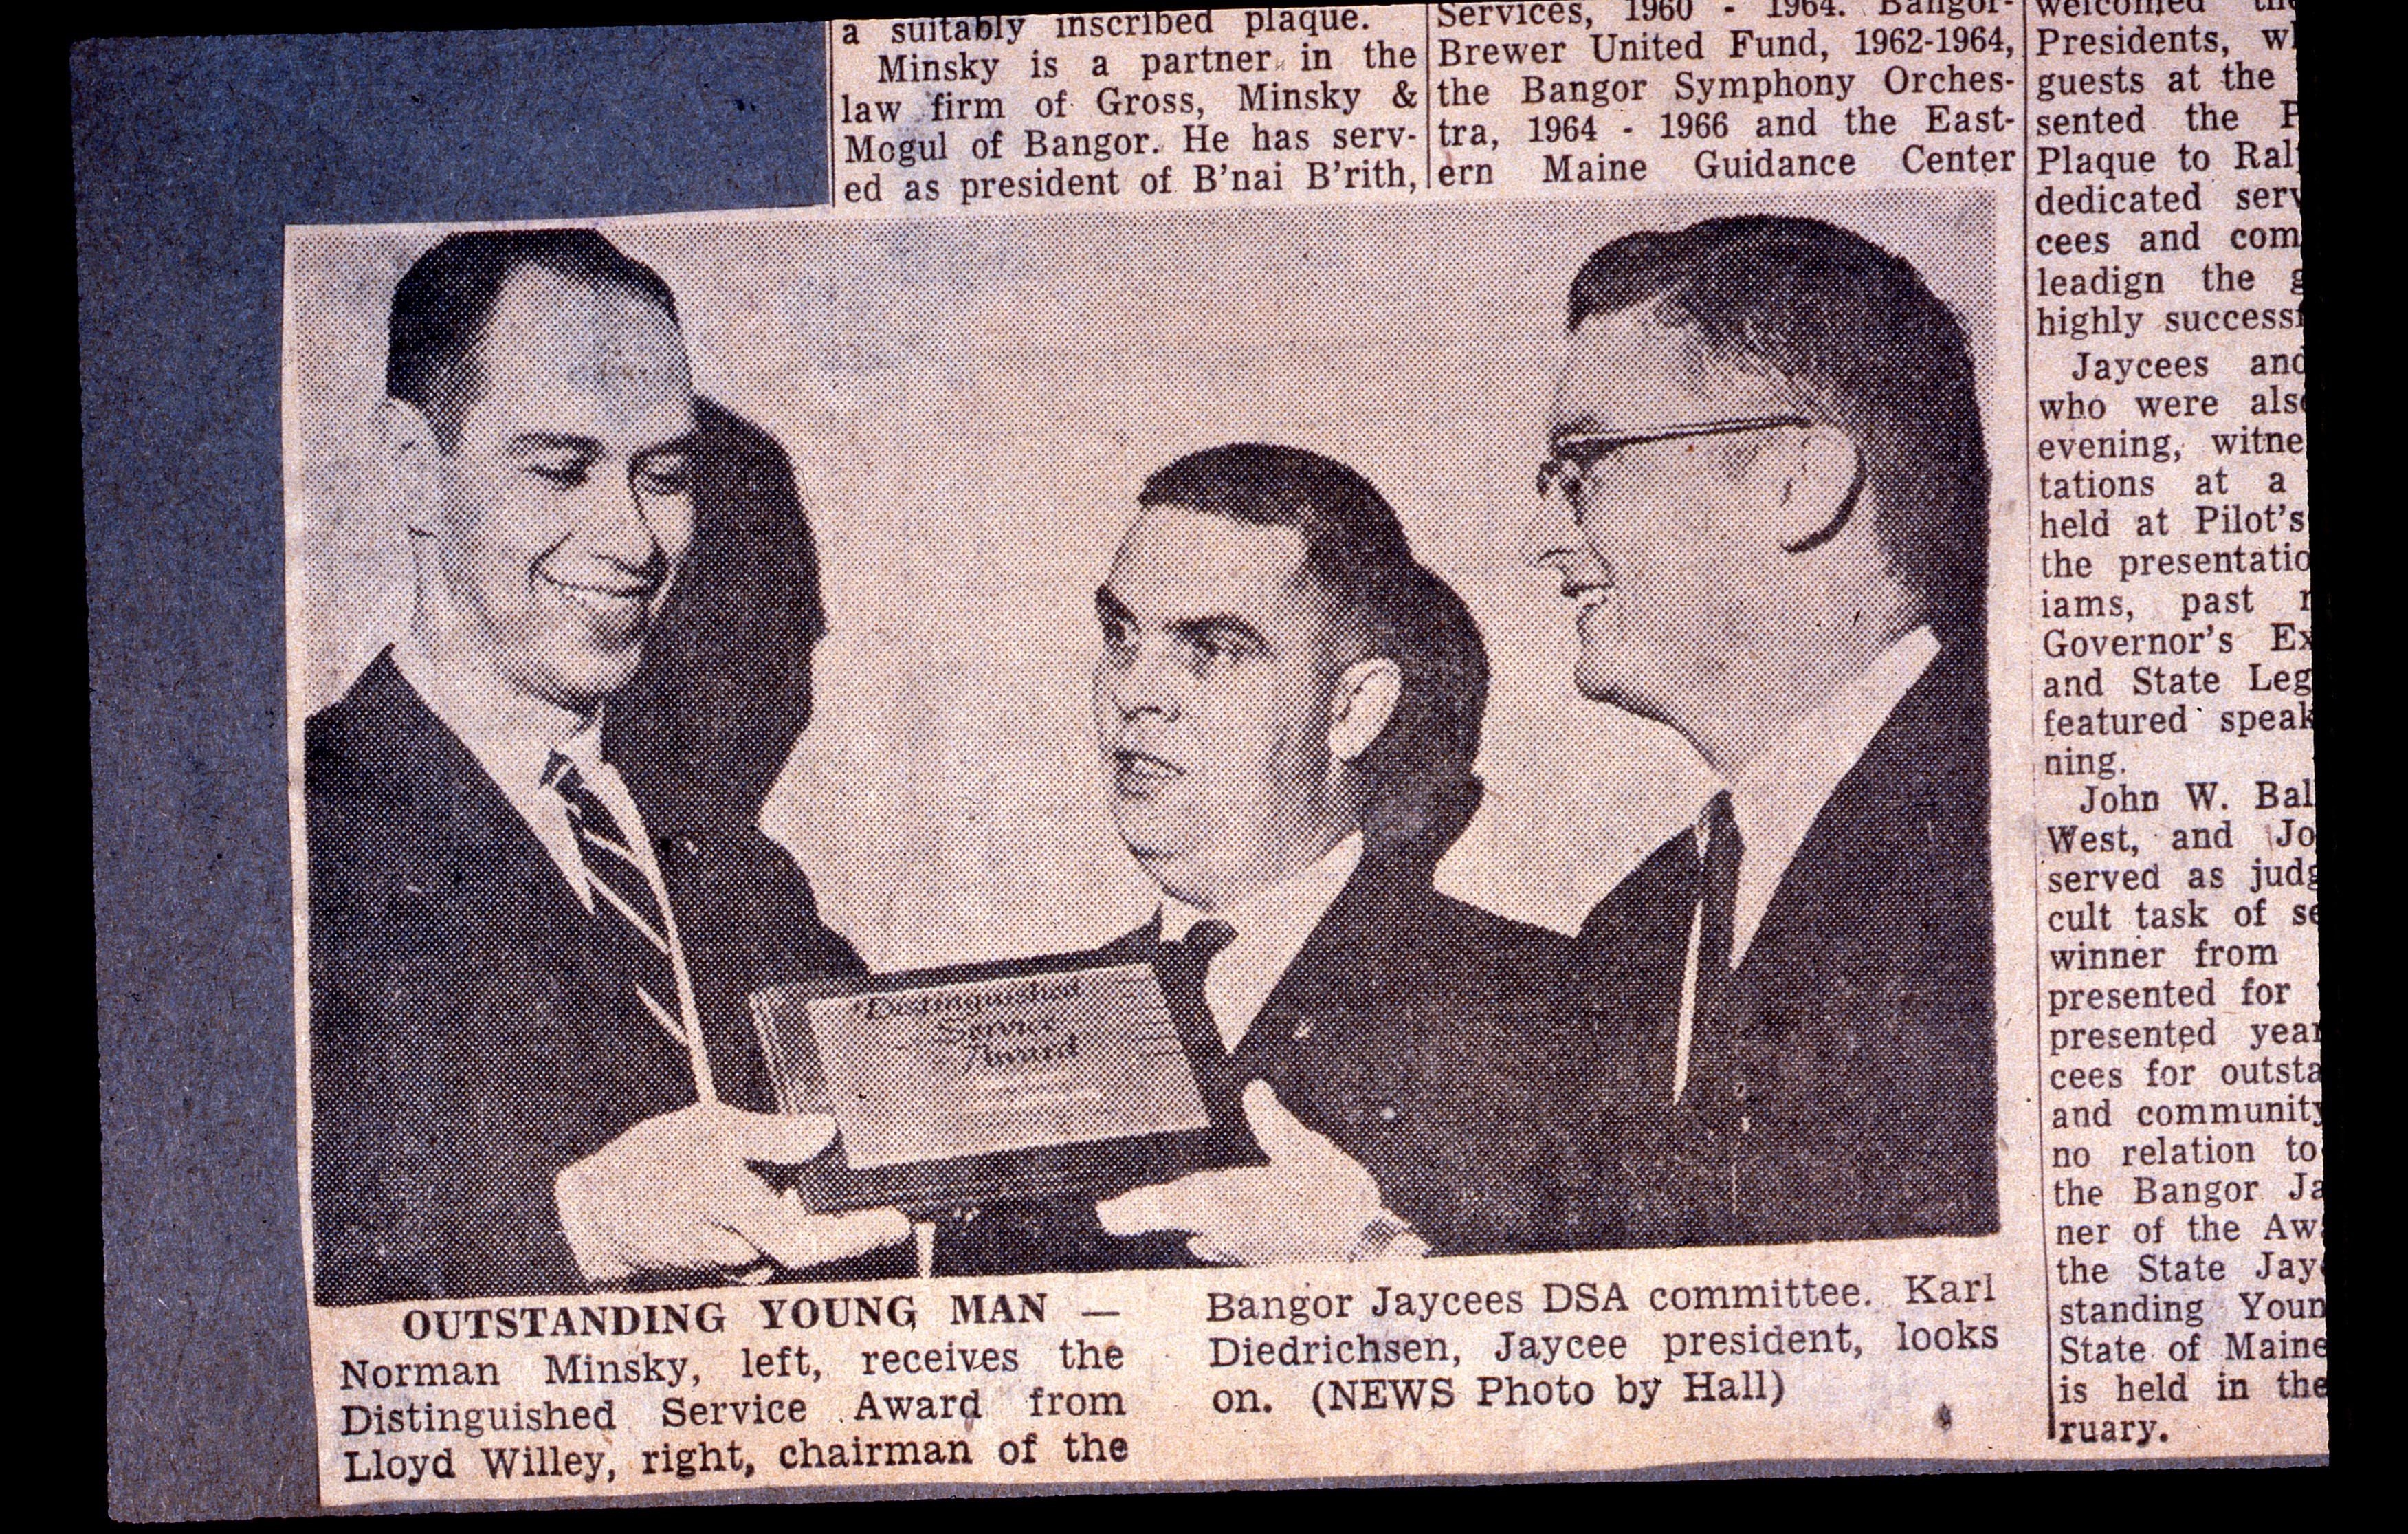 a suitably inscribed plaque.
Minsky is a partner in the
law firm of Gross, Minsky &
Mogul of Bangor. He has serv-
ed as president of B'nai B'rith,
Services, 1960 - 1964. Bangor-
Brewer United Fund, 1962-1964,
the Bangor Symphony Orches-
tra, 1964 - 1966 and the East-
ern Maine Guidance Center
welcomed
Presidents,
guests at the
sented the
Plaque to
dedicated
cees and com
leadign the
highly
Jaycees
who were
evening,
tations at a
held at Pilot's
the
iams, past
Governor's
and State Leg
featured
ning.
John W.
West, and
served as
cult task of
winner from
presented for
presented
cees for
and
no relation to
the Bangor
ner of the
the State
standing
State of Maine
is held in the
ruary.
Distinguished
Service
Award
OUTSTANDING YOUNG MAN —
Norman Minsky, left, receives the
Distinguished Service Award from
Lloyd Willey, right, chairman of the
Bangor Jaycees DSA committee. Karl
Diedrichsen, Jaycee president, looks
on. (NEWS Photo by Hall)